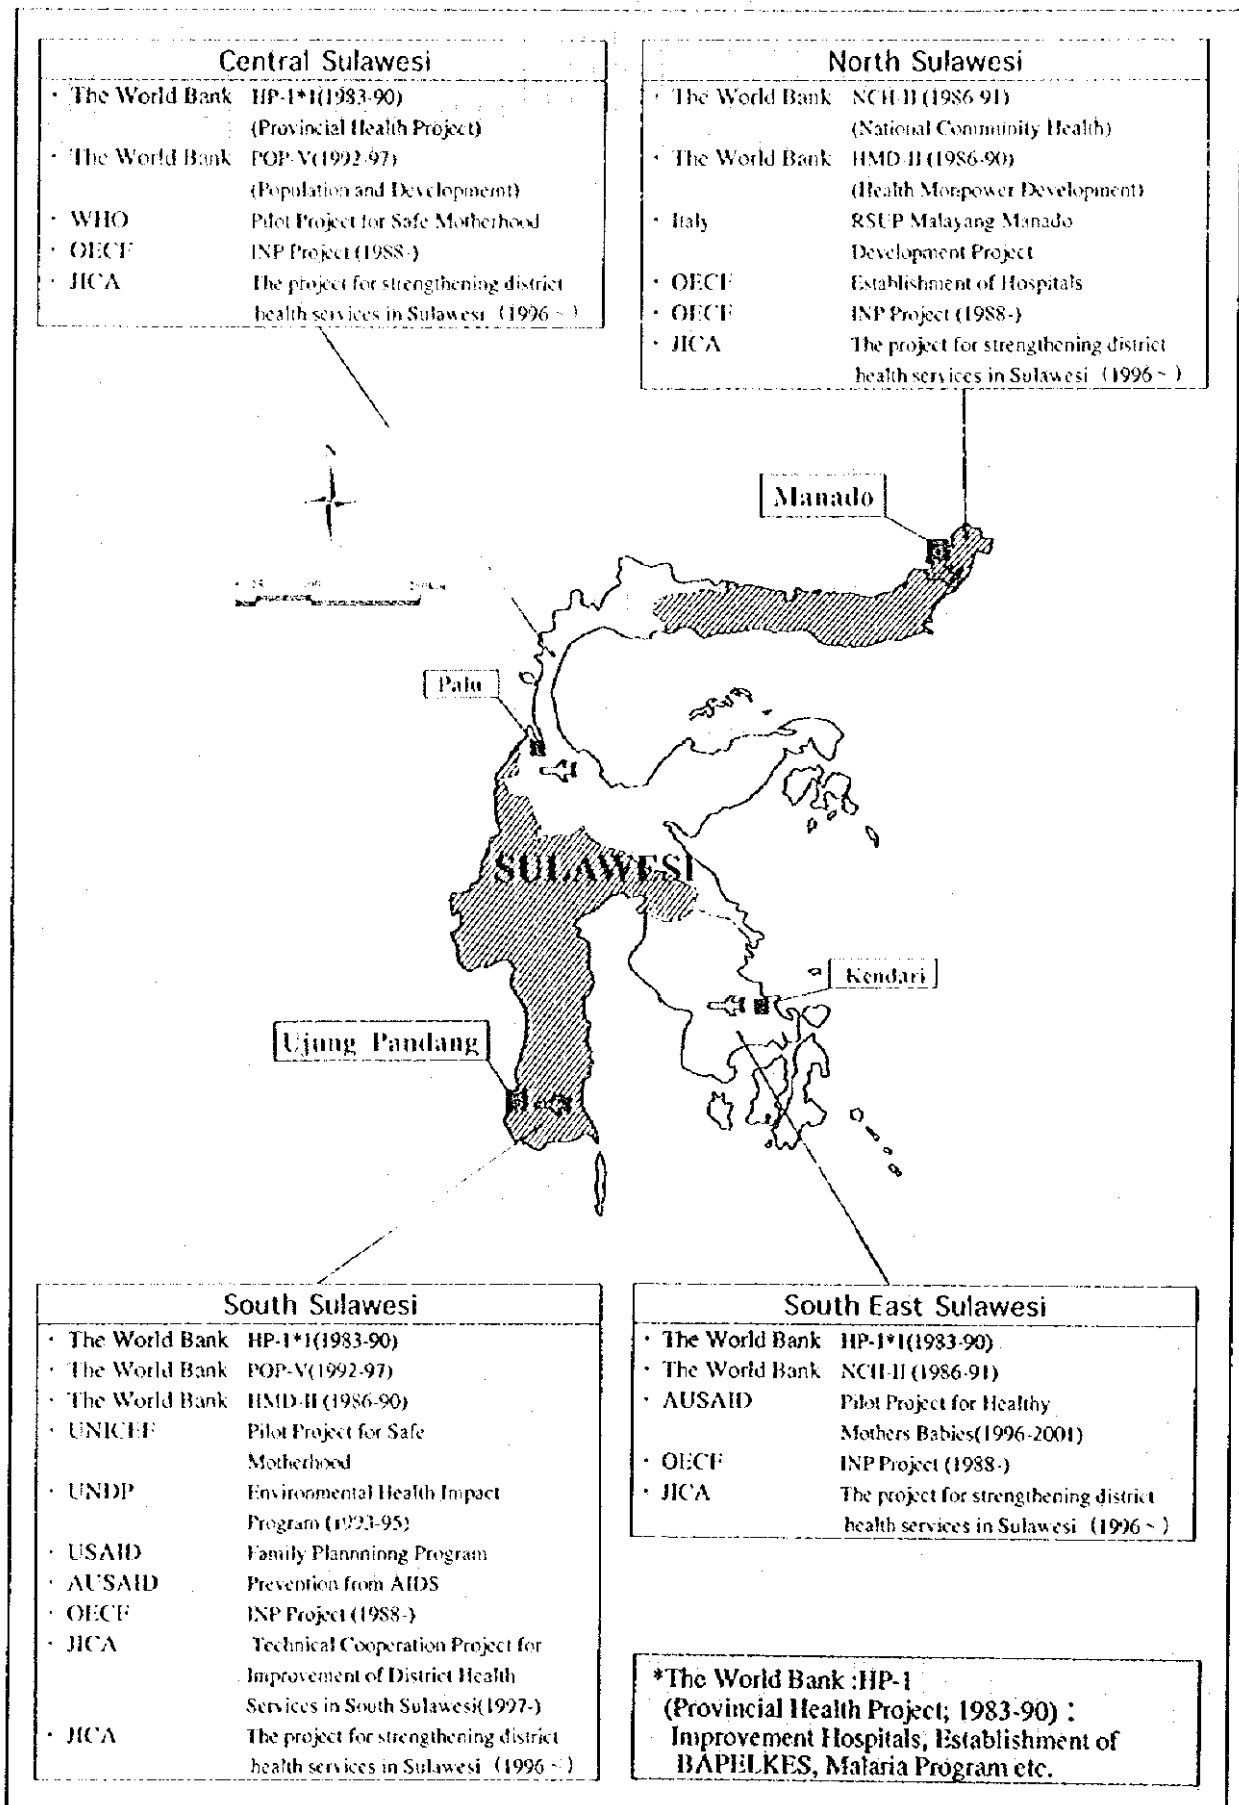 Central Sulawesi
· The World Bank HP-1*1(1983-90)
(Provincial Health Project)
· The World Bank POP-V(1992-97)
(Population and Development)
· WHO Pilot Project for Safe Motherhood
· OECF INP Project (1988-)
· JICA The project for strengthening district
health services in Sulawesi (1996 ~ )
North Sulawesi
· The World Bank NCH-II (1986-91)
(National Community Health)
· The World Bank HMD-II (1986-90)
(Health Monpower Development)
· Italy RSUP Malayang Manado
Development Project
· OECF Establishment of Hospitals
· OECF INP Project (1988-)
· JICA The project for strengthening district
health services in Sulawesi (1996 ~ )
N
Manado
Palu
SULAWESI
Kendari
Ujung Pandang
South Sulawesi
· The World Bank HP-1*1(1983-90)
· The World Bank POP-V(1992-97)
· The World Bank HMD-II (1986-90)
· UNICEF Pilot Project for Safe
Motherhood
· UNDP Environmental Health Impact
Program (1993-95)
· USAID Family Plannninng Program
· AUSAID Prevention from AIDS
· OECF INP Project (1988-)
· JICA Technical Cooperation Project for
Improvement of District Health
Services in South Sulawesi(1997-)
· JICA The project for strengthening district
health services in Sulawesi (1996 ~ )
South East Sulawesi
· The World Bank HP-1*1(1983-90)
· The World Bank NCH-II (1986-91)
· AUSAID Pilot Project for Healthy
Mothers Babies(1996-2001)
· OECF INP Project (1988-)
· JICA The project for strengthening district
health services in Sulawesi (1996 ~ )
*The World Bank :HP-1
(Provincial Health Project; 1983-90) :
Improvement Hospitals, Establishment of
BAPELKES, Malaria Program etc.